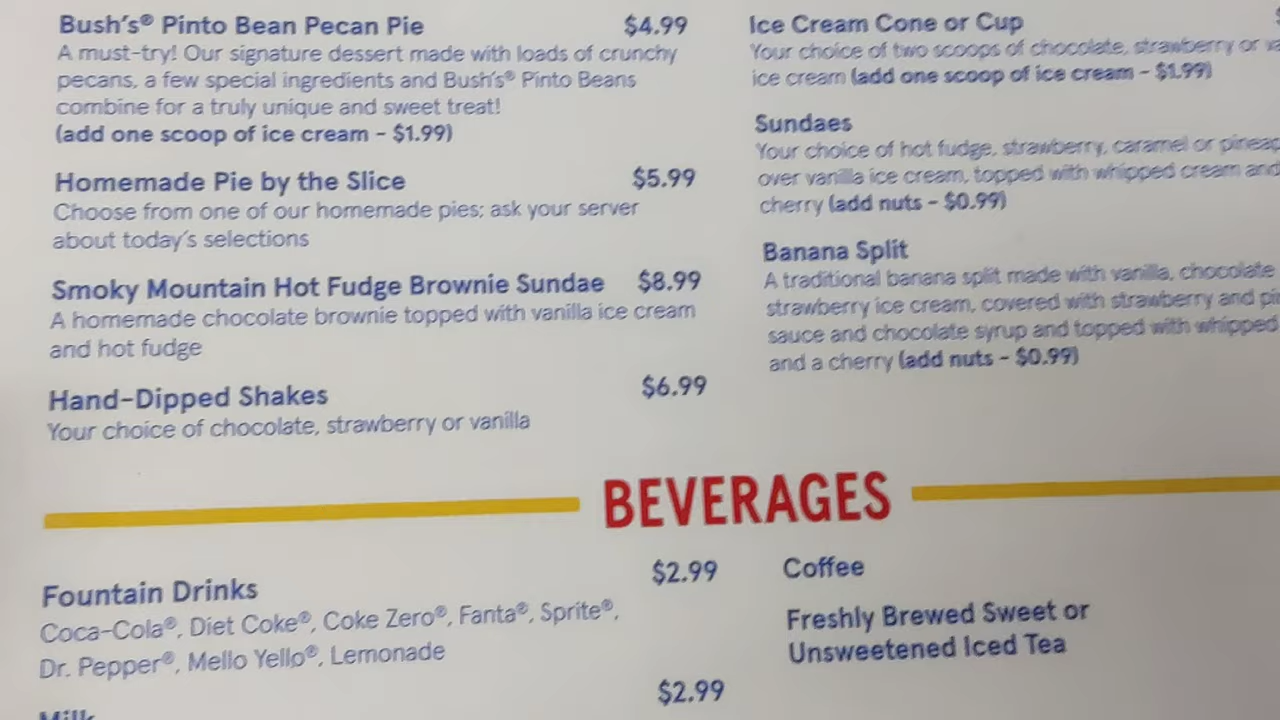 Bush's® Pinto Bean Pecan Pie $4.99
A must-try! Our signature dessert made with loads of crunchy
pecans, a few special ingredients and Bush's® Pinto Beans
combine for a truly unique and sweet treat!
(add one scoop of ice cream - $1.99)
Homemade Pie by the Slice $5.99
Choose from one of our homemade pies; ask your server
about today's selections
Smoky Mountain Hot Fudge Brownie Sundae $8.99
A homemade chocolate brownie topped with vanilla ice cream
and hot fudge
Hand-Dipped Shakes $6.99
Your choice of chocolate, strawberry or vanilla
Ice Cream Cone or Cup
Your choice of two scoops of chocolate, strawberry or
ice cream (add one scoop of ice cream - $1.99)
Sundaes
Your choice of hot fudge, strawberry, caramel or
over vanilla ice cream, topped with whipped cream and
cherry (add nuts - $0.99)
Banana Split
A traditional banana split made with vanilla, chocolate
strawberry ice cream, covered with strawberry and
sauce and chocolate syrup and topped with whipped
and a cherry (add nuts - $0.99)
BEVERAGES
Fountain Drinks $2.99
Coca-Cola®, Diet Coke®, Coke Zero®, Fanta®, Sprite®,
Dr. Pepper®, Mello Yello®, Lemonade
Milk $2.99
Coffee
Freshly Brewed Sweet or
Unsweetened Iced Tea